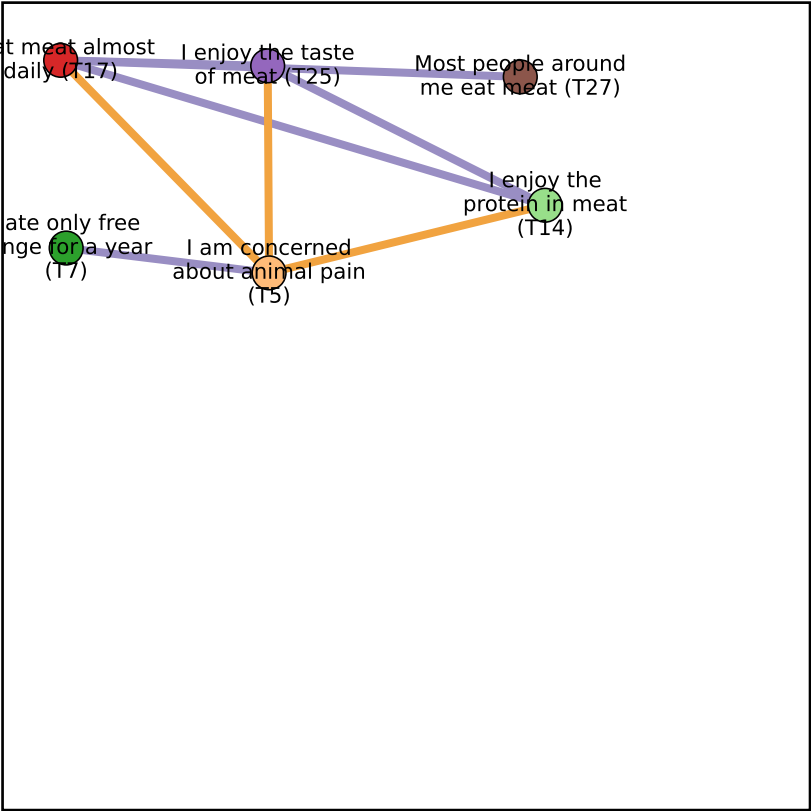 t meat almost
daily (T17)
I enjoy the taste
of meat (T25)
Most people around
me eat meat (T27)
I enjoy the
protein in meat
(T14)
ate only free
nge for a year
(T7)
I am concerned
about animal pain
(T5)